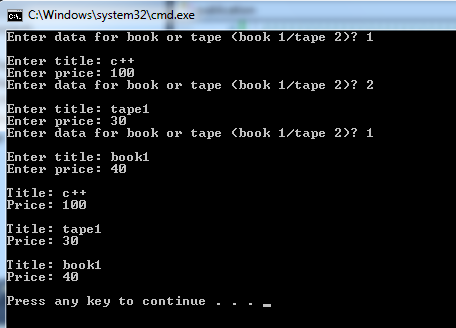 C:\Windows\system32\cmd.exe
Enter data for book or tape (book 1/tape 2)? 1
Enter title: c++
Enter price: 100
Enter data for book or tape (book 1/tape 2)? 2
Enter title: tape1
Enter price: 30
Enter data for book or tape (book 1/tape 2)? 1
Enter title: book1
Enter price: 40
Title: c++
Price: 100
Title: tape1
Price: 30
Title: book1
Price: 40
Press any key to continue . . . _